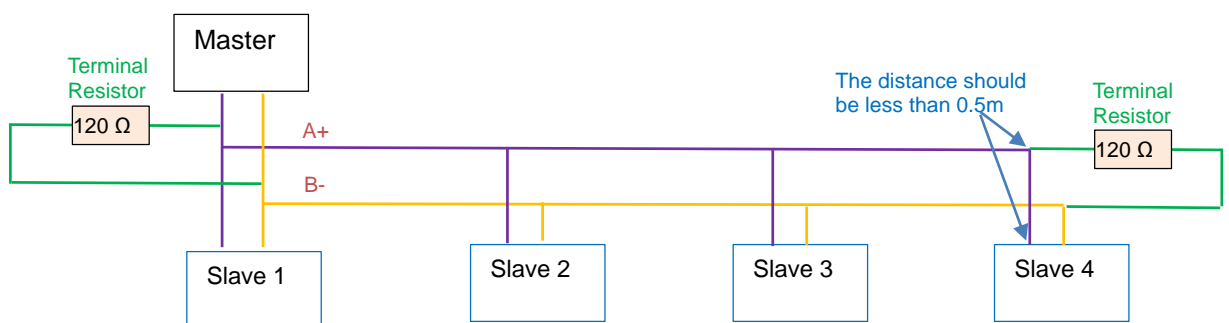 Master
Terminal
Resistor
120 Ω
The distance should
be less than 0.5m
Terminal
Resistor
120 Ω
A+
B-
Slave 1
Slave 2
Slave 3
Slave 4